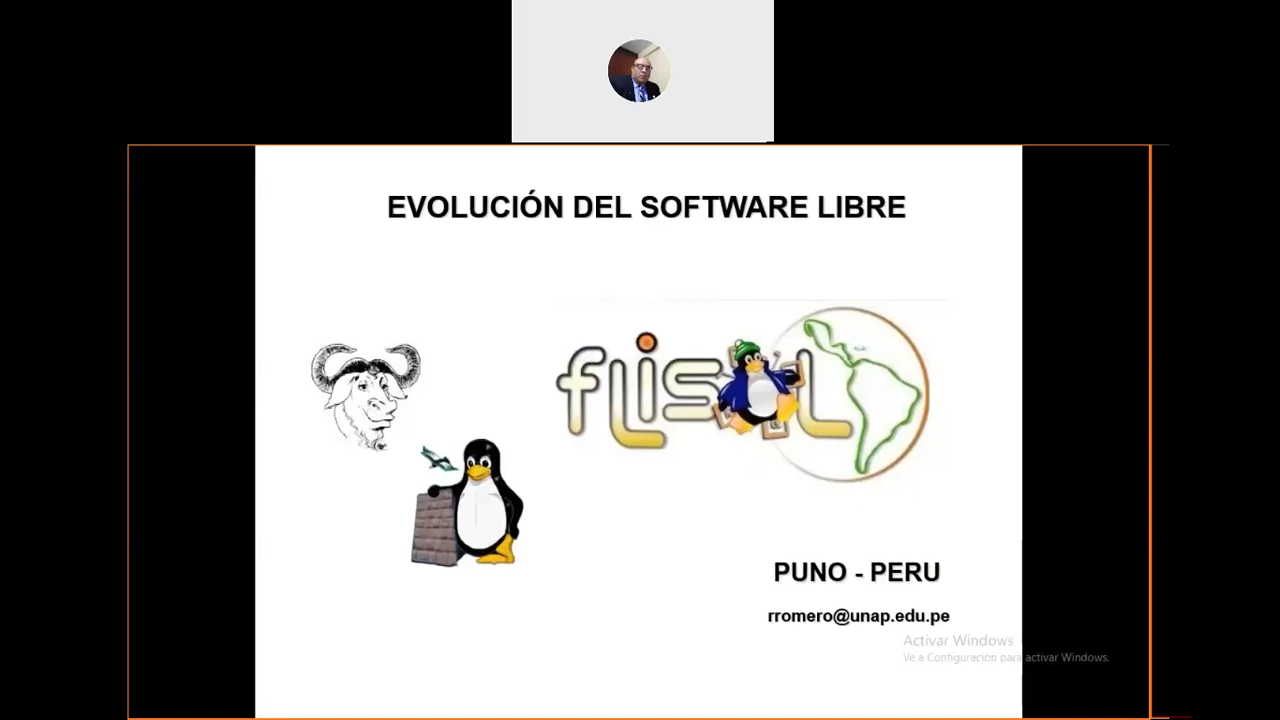 EVOLUCIÓN DEL SOFTWARE LIBRE
flisol
PUNO - PERU
rromero@unap.edu.pe
Activar Windows
Ve a Configuración para activar Windows.